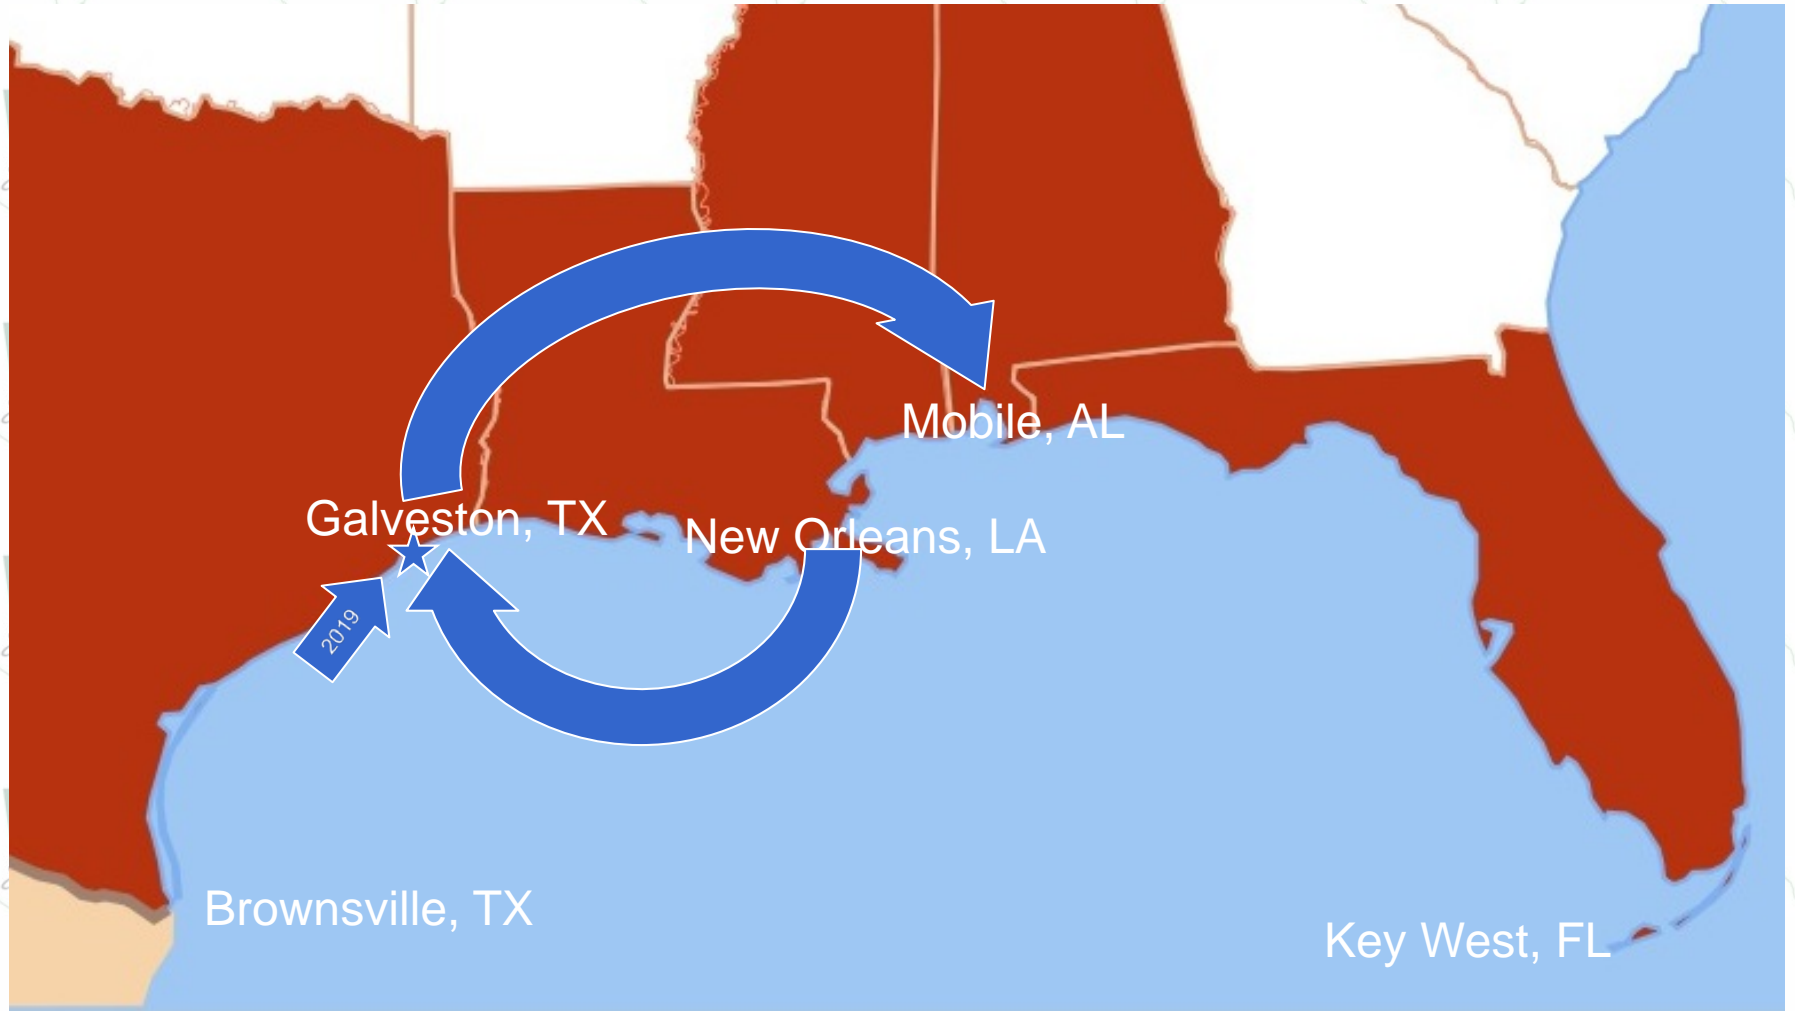 Mobile, AL
Galveston, TX
New Orleans, LA
2019
Brownsville, TX
Key West, FL